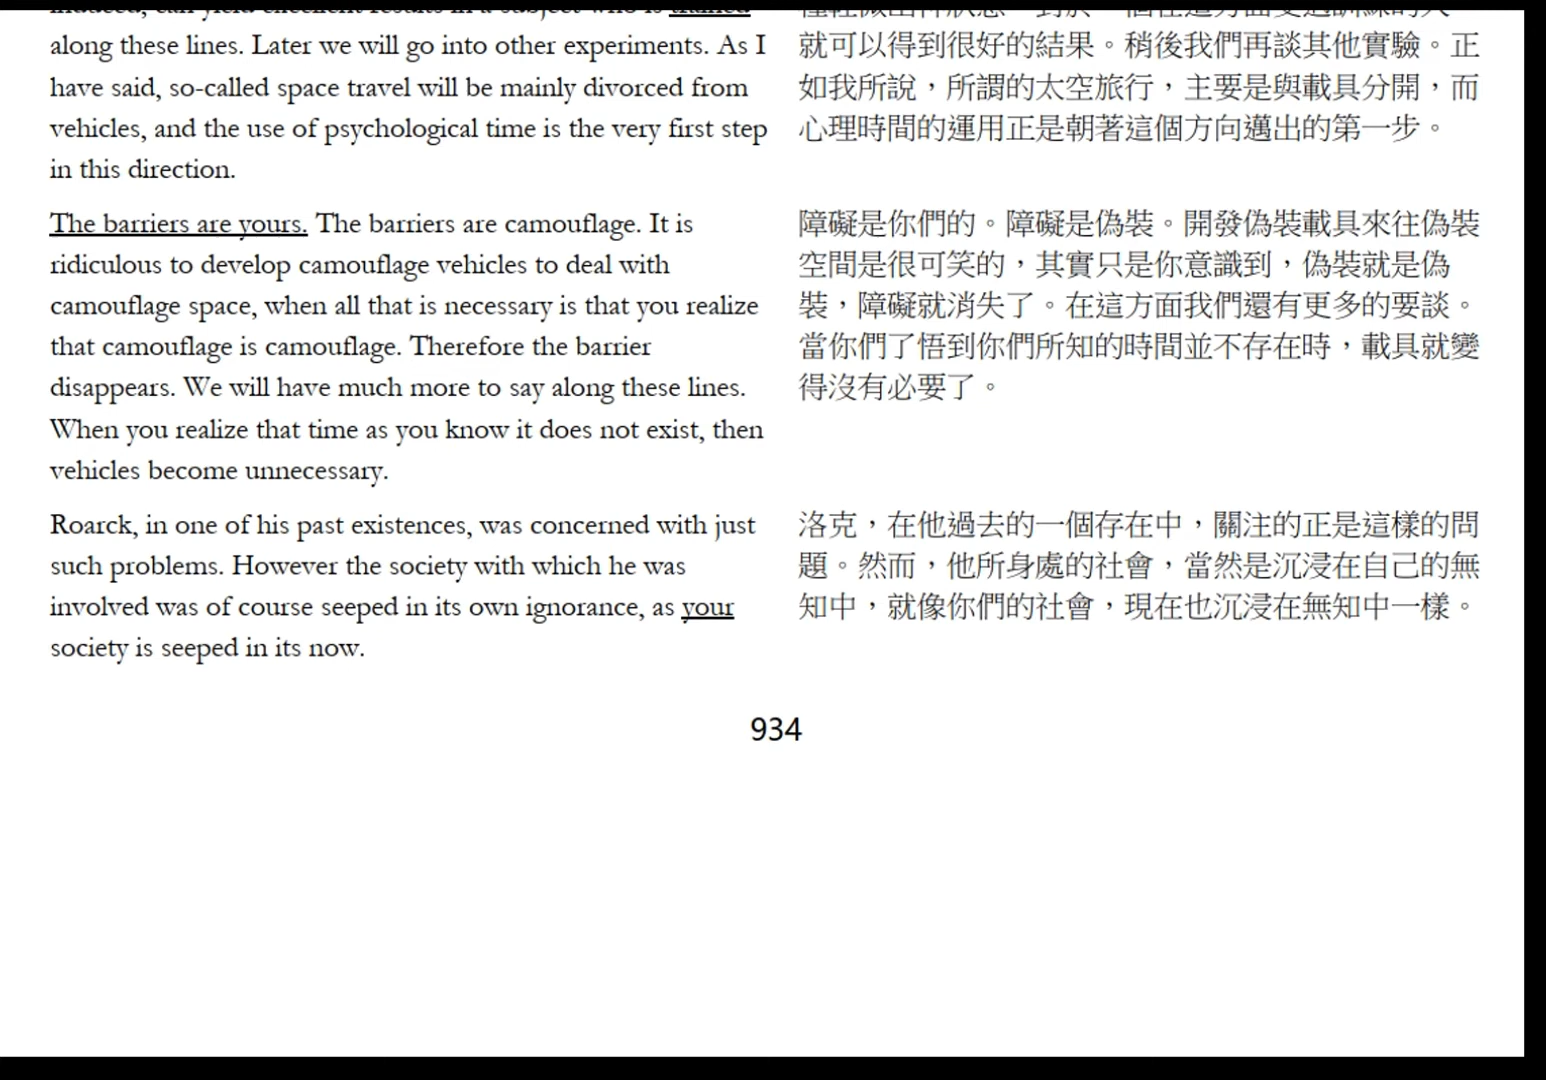 induced, can yield excellent results in a subject who is trained
along these lines. Later we will go into other experiments. As I
have said, so-called space travel will be mainly divorced from
vehicles, and the use of psychological time is the very first step
in this direction.
The barriers are yours. The barriers are camouflage. It is
ridiculous to develop camouflage vehicles to deal with
camouflage space, when all that is necessary is that you realize
that camouflage is camouflage. Therefore the barrier
disappears. We will have much more to say along these lines.
When you realize that time as you know it does not exist, then
vehicles become unnecessary.
Roarck, in one of his past existences, was concerned with just
such problems. However the society with which he was
involved was of course seeped in its own ignorance, as your
society is seeped in its now.
就可以得到很好的結果。稍後我們再談其他實驗。正
如我所說，所謂的太空旅行，主要是與載具分開，而
心理時間的運用正是朝著這個方向邁出的第一步。
障礙是你們的。障礙是偽裝。開發偽裝載具來往偽裝
空間是很可笑的，其實只是你意識到，偽裝就是偽
裝，障礙就消失了。在這方面我們還有更多的要談。
當你們了悟到你們所知的時間並不存在時，載具就變
得沒有必要了。
洛克，在他過去的一個存在中，關注的正是這樣的問
題。然而，他所身處的社會，當然是沉浸在自己的無
知中，就像你們的社會，現在也沉浸在無知中一樣。
934